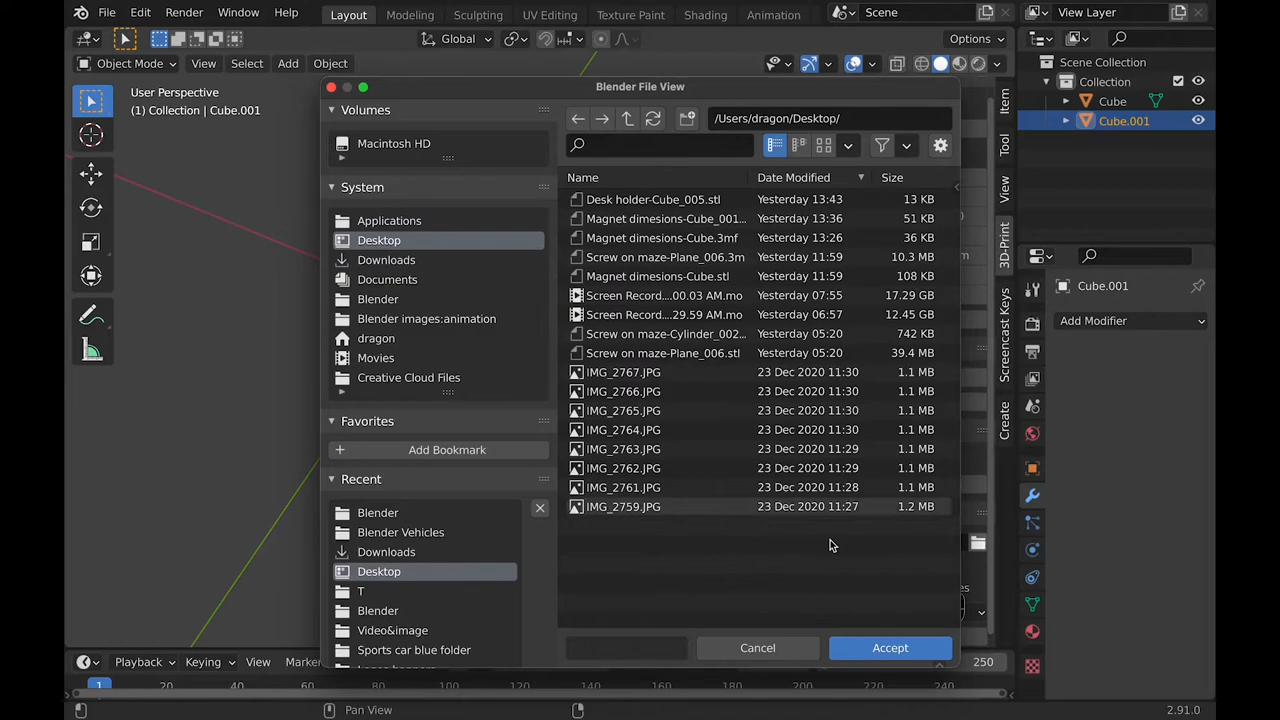 File Edit Render Window Help Layout Modeling Sculpting UV Editing Texture Paint Shading Animation Scene View Layer
Global Options
Object Mode View Select Add Object
User Perspective
(1) Collection | Cube.001
Scene Collection
Collection
Cube
Cube.001
Item
Tool
View
3D-Print
Screencast Keys
Create
Cube.001
Add Modifier
Blender File View
Volumes
Macintosh HD
System
Applications
Desktop
Downloads
Documents
Blender
Blender images:animation
dragon
Movies
Creative Cloud Files
Favorites
Add Bookmark
Recent
Blender
Blender Vehicles
Downloads
Desktop
T
Blender
Video&image
Sports car blue folder
/Users/dragon/Desktop/
Name Date Modified Size
Desk holder-Cube_005.stl Yesterday 13:43 13 KB
Magnet dimesions-Cube_001... Yesterday 13:36 51 KB
Magnet dimesions-Cube.3mf Yesterday 13:26 36 KB
Screw on maze-Plane_006.3m Yesterday 11:59 10.3 MB
Magnet dimesions-Cube.stl Yesterday 11:59 108 KB
Screen Record....00.03 AM.mo Yesterday 07:55 17.29 GB
Screen Record....29.59 AM.mo Yesterday 06:57 12.45 GB
Screw on maze-Cylinder_002... Yesterday 05:20 742 KB
Screw on maze-Plane_006.stl Yesterday 05:20 39.4 MB
IMG_2767.JPG 23 Dec 2020 11:30 1.1 MB
IMG_2766.JPG 23 Dec 2020 11:30 1.1 MB
IMG_2765.JPG 23 Dec 2020 11:30 1.1 MB
IMG_2764.JPG 23 Dec 2020 11:30 1.1 MB
IMG_2763.JPG 23 Dec 2020 11:29 1.1 MB
IMG_2762.JPG 23 Dec 2020 11:29 1.1 MB
IMG_2761.JPG 23 Dec 2020 11:28 1.1 MB
IMG_2759.JPG 23 Dec 2020 11:27 1.2 MB
Cancel Accept
Playback Keying View Marker 250
1 20 40 60 80 100 120 140 160 180 200 220 240
Pan View 2.91.0